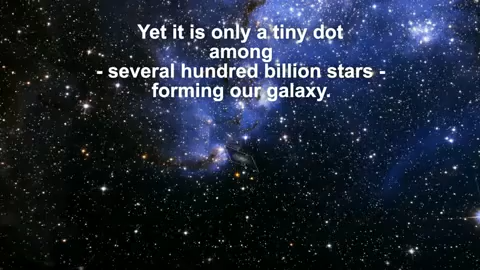 Yet it is only a tiny dot
among
- several hundred billion stars -
forming our galaxy.